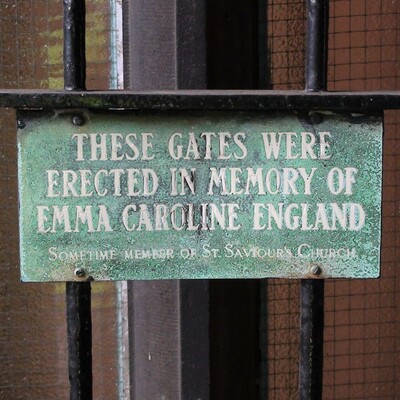 THESE GATES WERE
ERECTED IN MEMORY OF
EMMA CAROLINE ENGLAND
SOMETIME MEMBER OF ST. SAVIOUR'S CHURCH